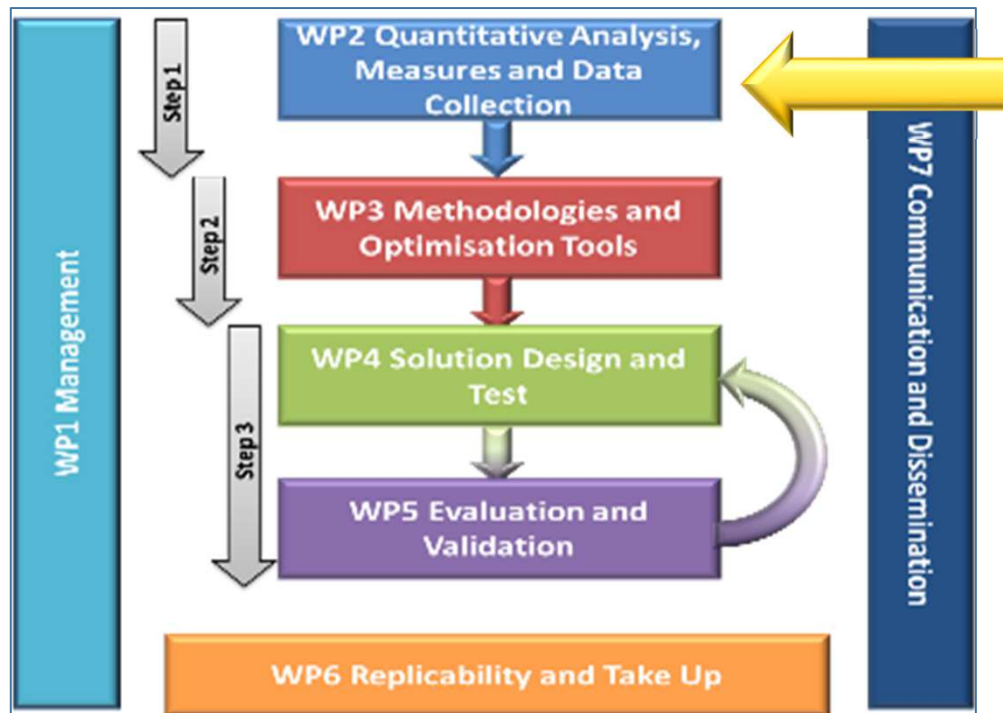 WP1 Management
Step 1
Step 2
Step 3
WP2 Quantitative Analysis,
Measures and Data
Collection
WP3 Methodologies and
Optimisation Tools
WP4 Solution Design and
Test
WP5 Evaluation and
Validation
WP6 Replicability and Take Up
WP7 Communication and Dissemination